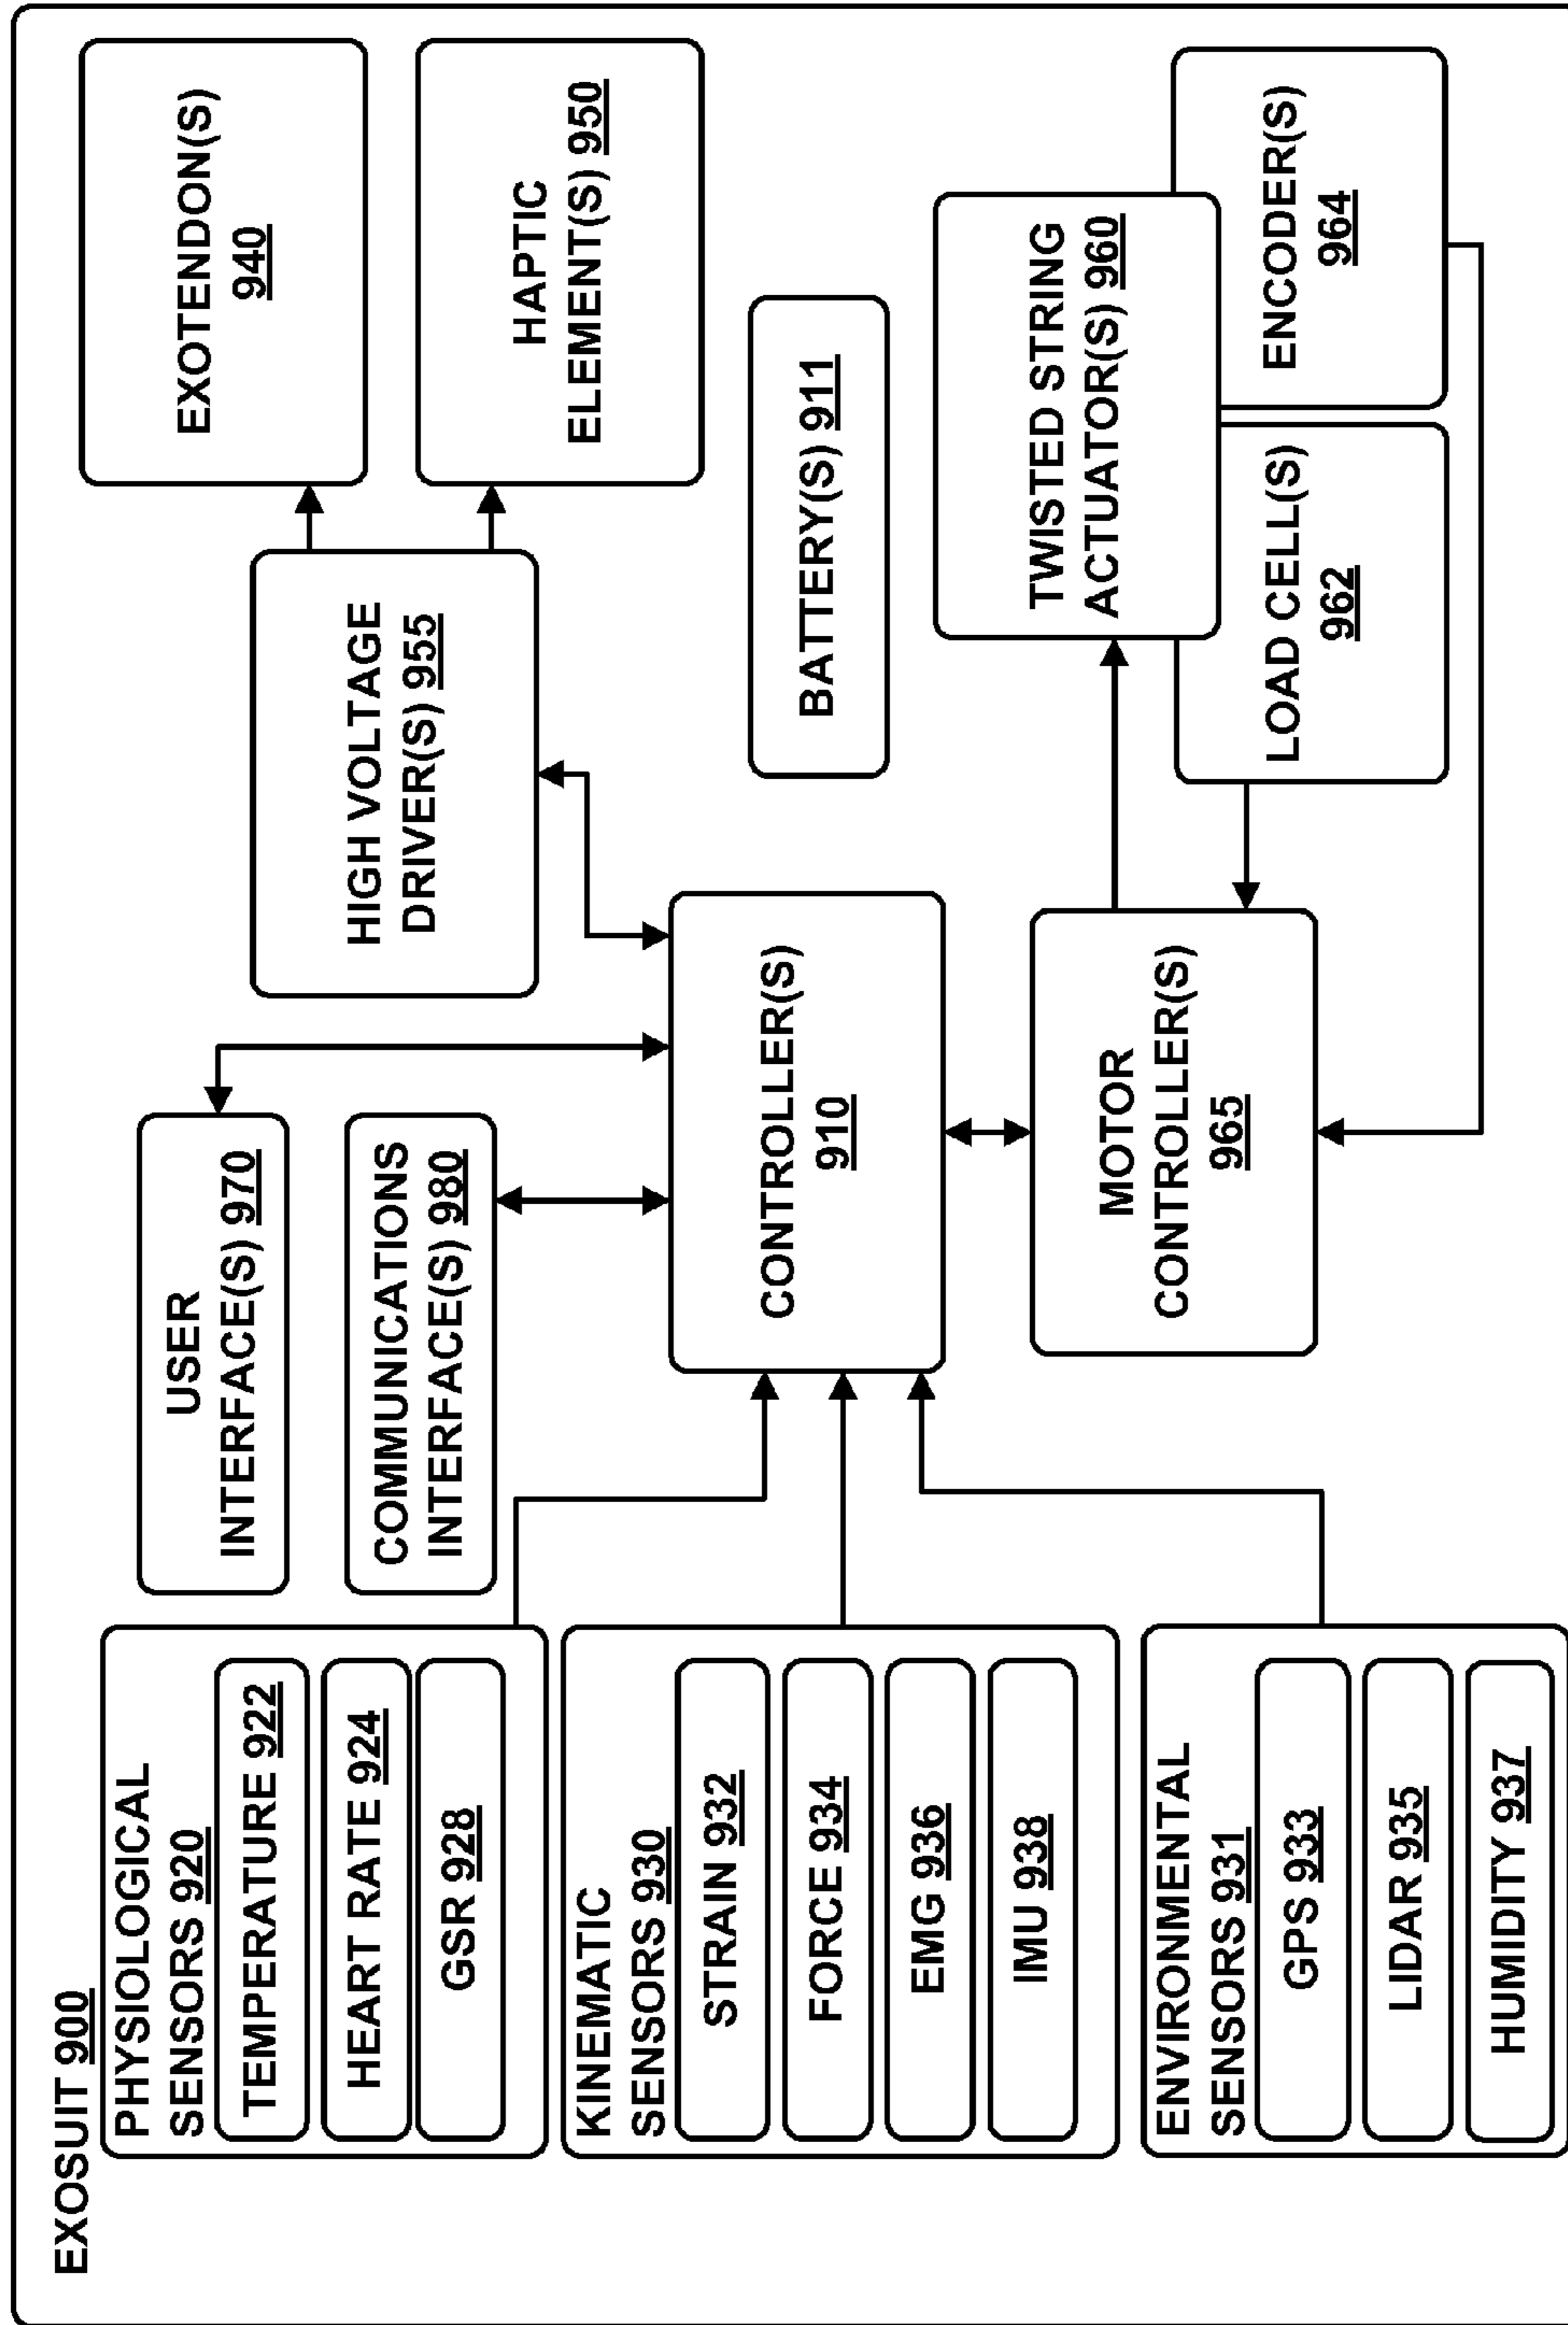 EXOSUIT 900
PHYSIOLOGICAL
SENSORS 920
TEMPERATURE 922
HEART RATE 924
GSR 928
KINEMATIC
SENSORS 930
STRAIN 932
FORCE 934
EMG 936
IMU 938
ENVIRONMENTAL
SENSORS 931
GPS 933
LIDAR 935
HUMIDITY 937
USER
INTERFACE(S) 970
COMMUNICATIONS
INTERFACE(S) 980
CONTROLLER(S)
910
MOTOR
CONTROLLER(S)
965
HIGH VOLTAGE
DRIVER(S) 955
EXOTENDON(S)
940
HAPTIC
ELEMENT(S) 950
BATTERY(S) 911
TWISTED STRING
ACTUATOR(S) 960
LOAD CELL(S)
962
ENCODER(S)
964